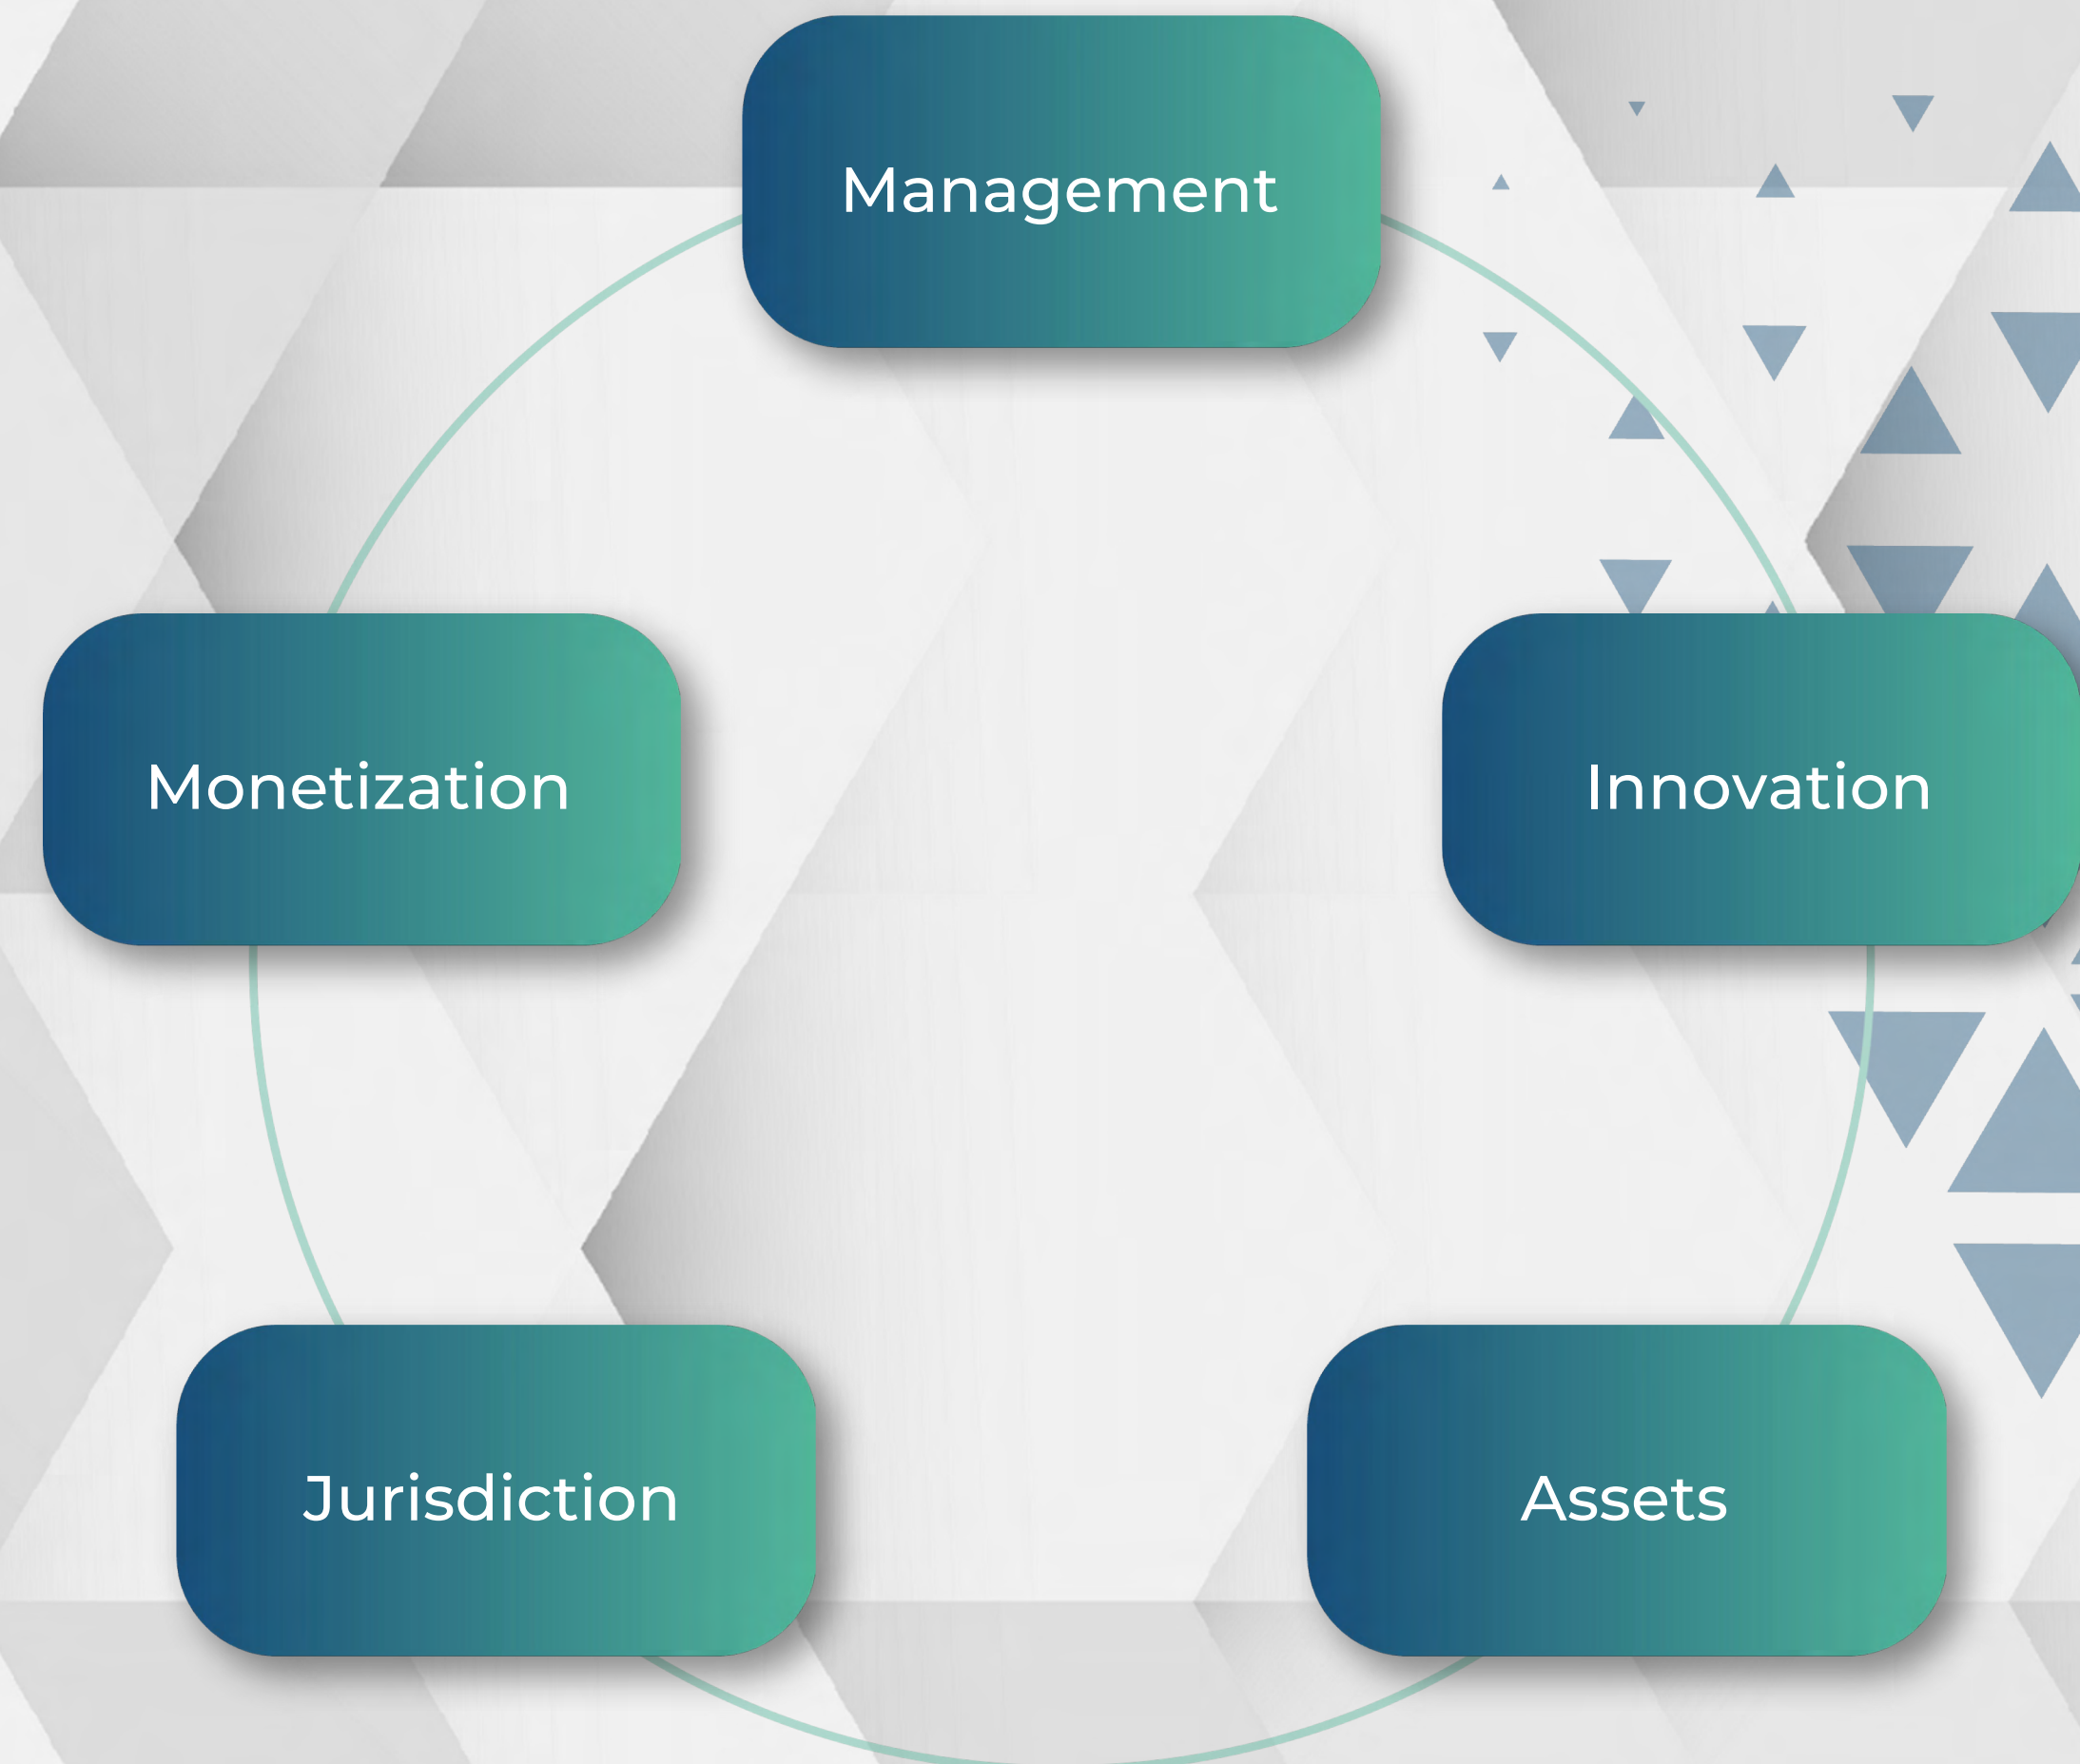 Management
Monetization
Innovation
Jurisdiction
Assets